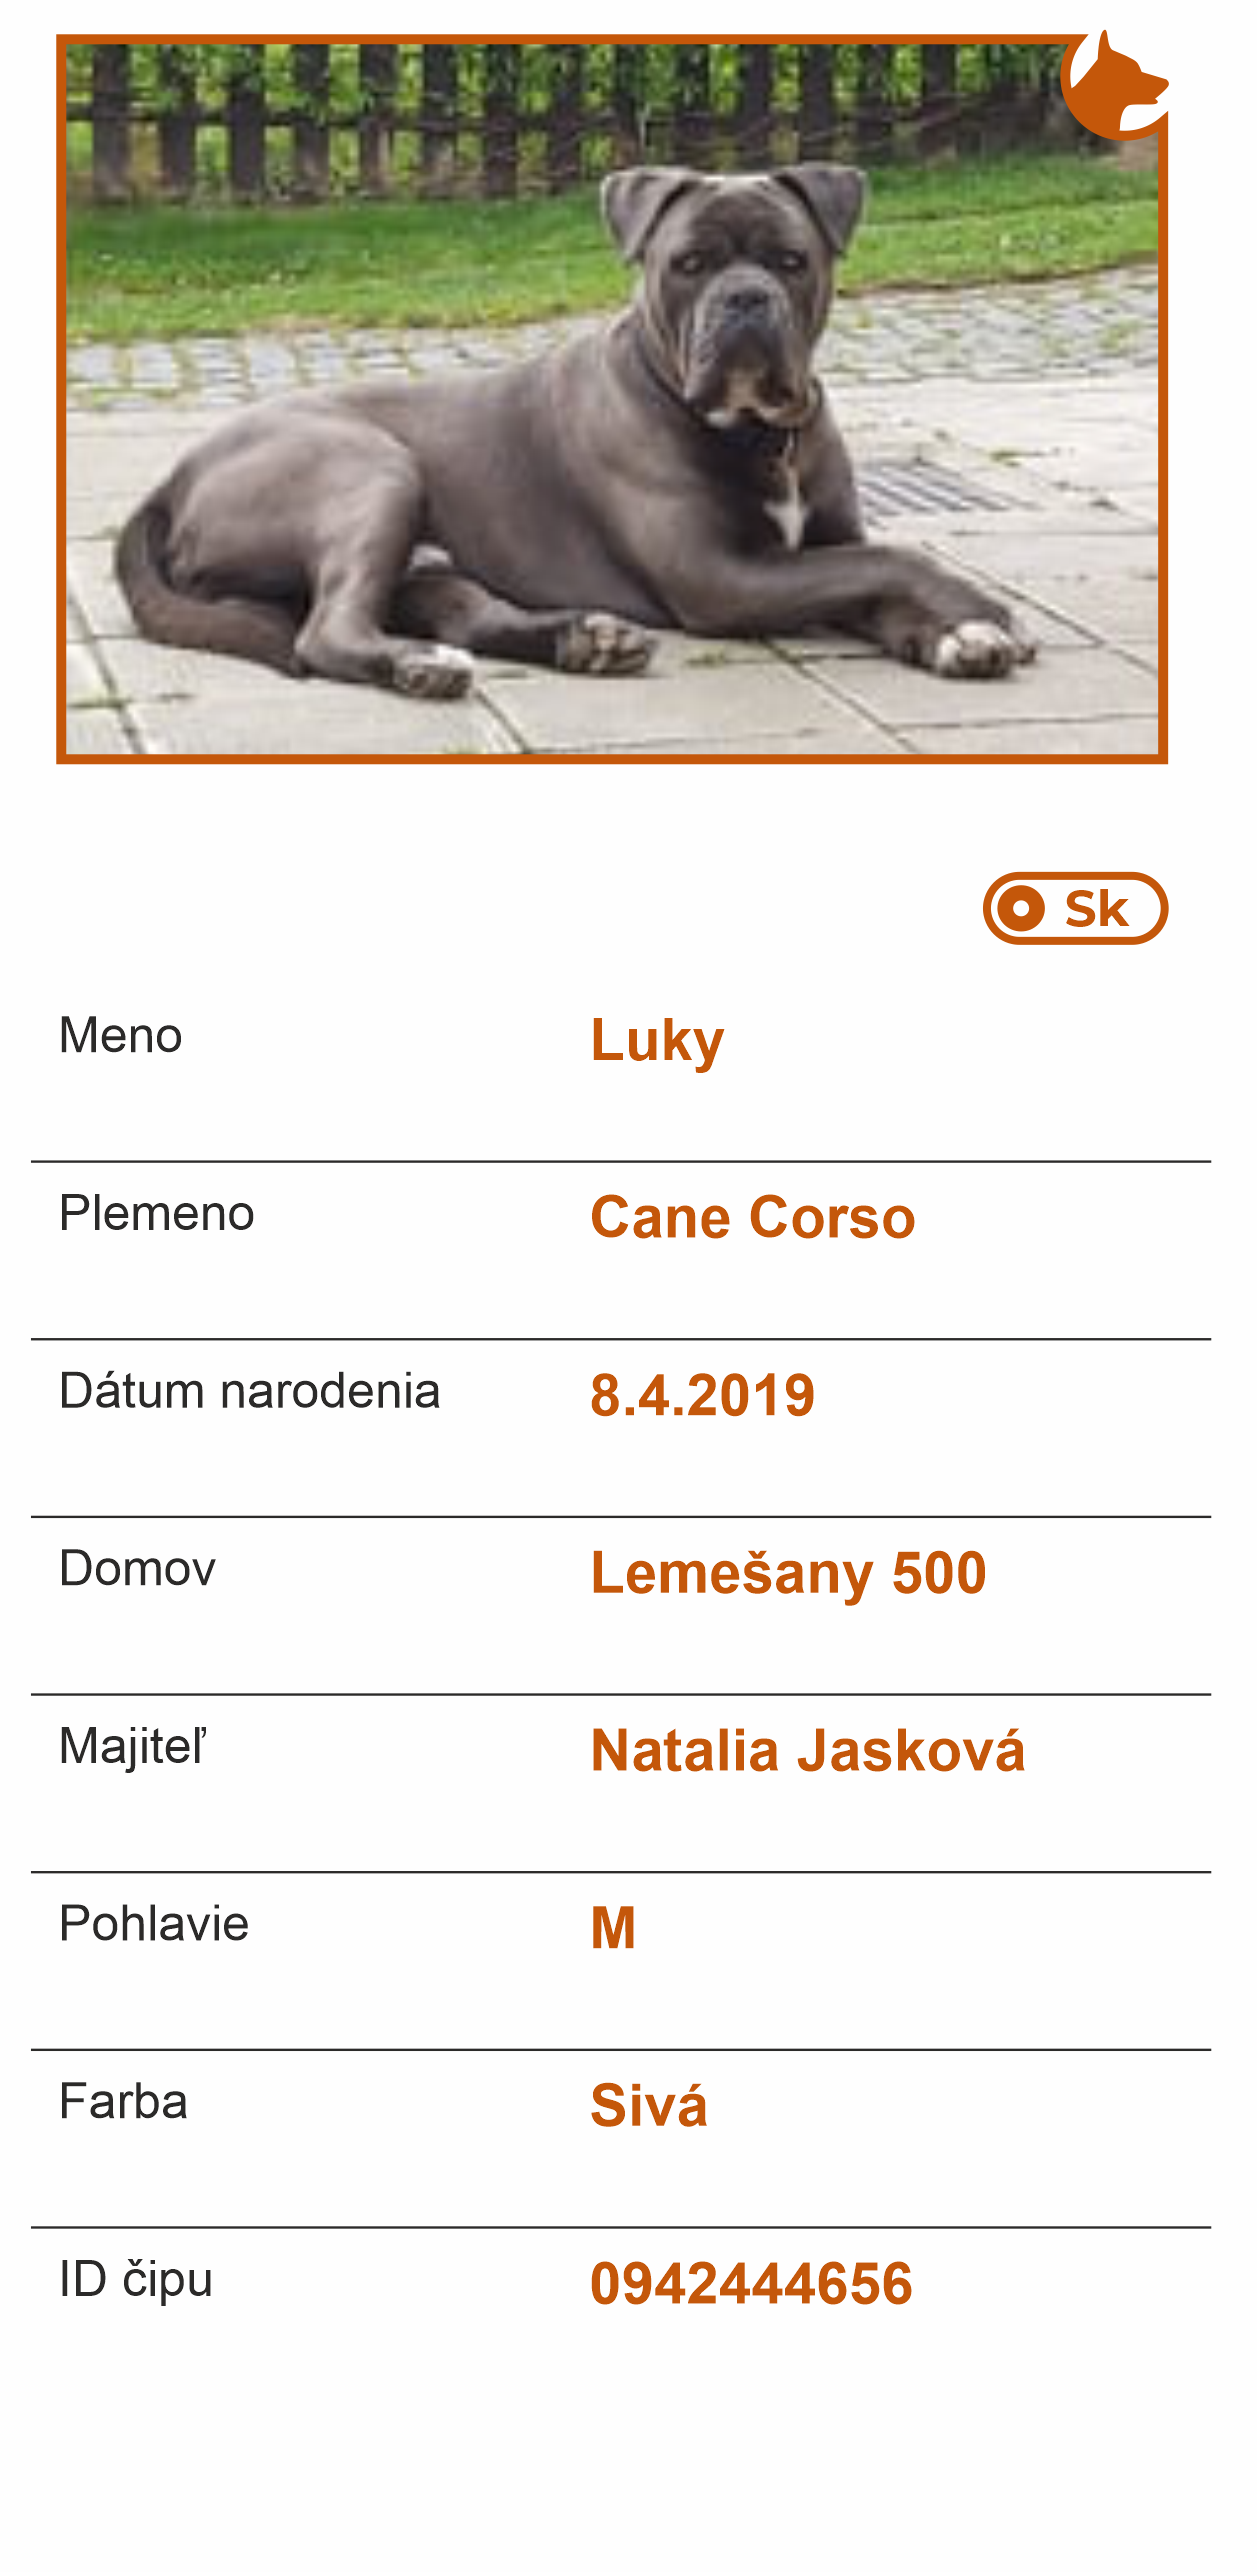 Sk
Meno Luky
Plemeno Cane Corso
Dátum narodenia 8.4.2019
Domov Lemešany 500
Majiteľ Natalia Jasková
Pohlavie M
Farba Sivá
ID čipu 0942444656